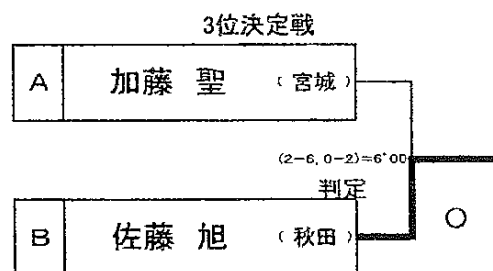 3位決定戦
A 加藤 聖 (宮城)
(2-6, 0-2)=6'00
判定
B 佐藤 旭 (秋田)
○